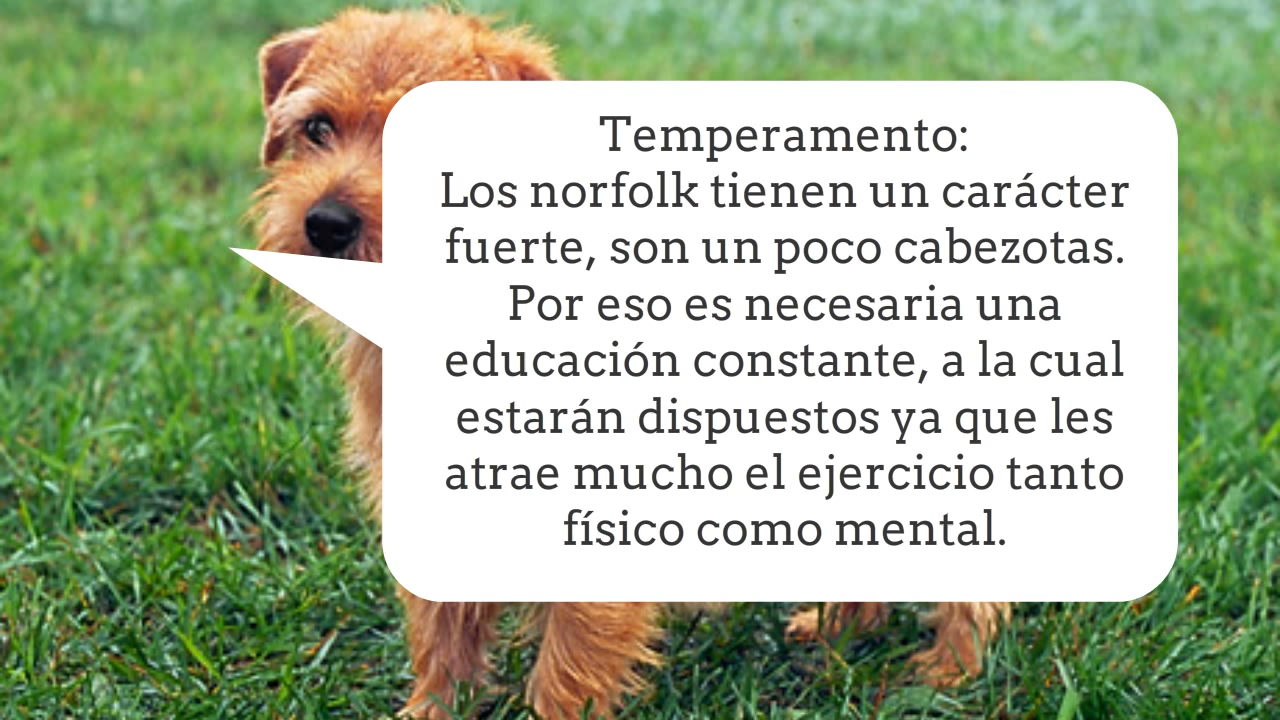 Temperamento:
Los norfolk tienen un carácter
fuerte, son un poco cabezotas.
Por eso es necesaria una
educación constante, a la cual
estarán dispuestos ya que les
atrae mucho el ejercicio tanto
físico como mental.